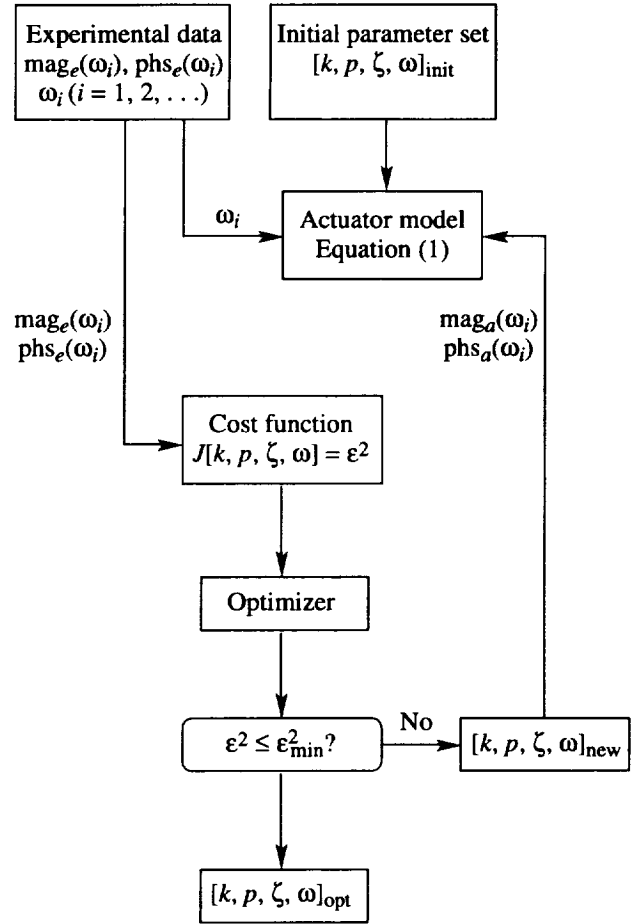 Experimental data
mag_e(ω_i), phs_e(ω_i)
ω_i (i = 1, 2, . . .)
Initial parameter set
[k, p, ζ, ω]_init
ω_i
Actuator model
Equation (1)
mag_e(ω_i)
phs_e(ω_i)
mag_a(ω_i)
phs_a(ω_i)
Cost function
J[k, p, ζ, ω] = ε²
Optimizer
ε² ≤ ε²_min?
No
[k, p, ζ, ω]_new
[k, p, ζ, ω]_opt